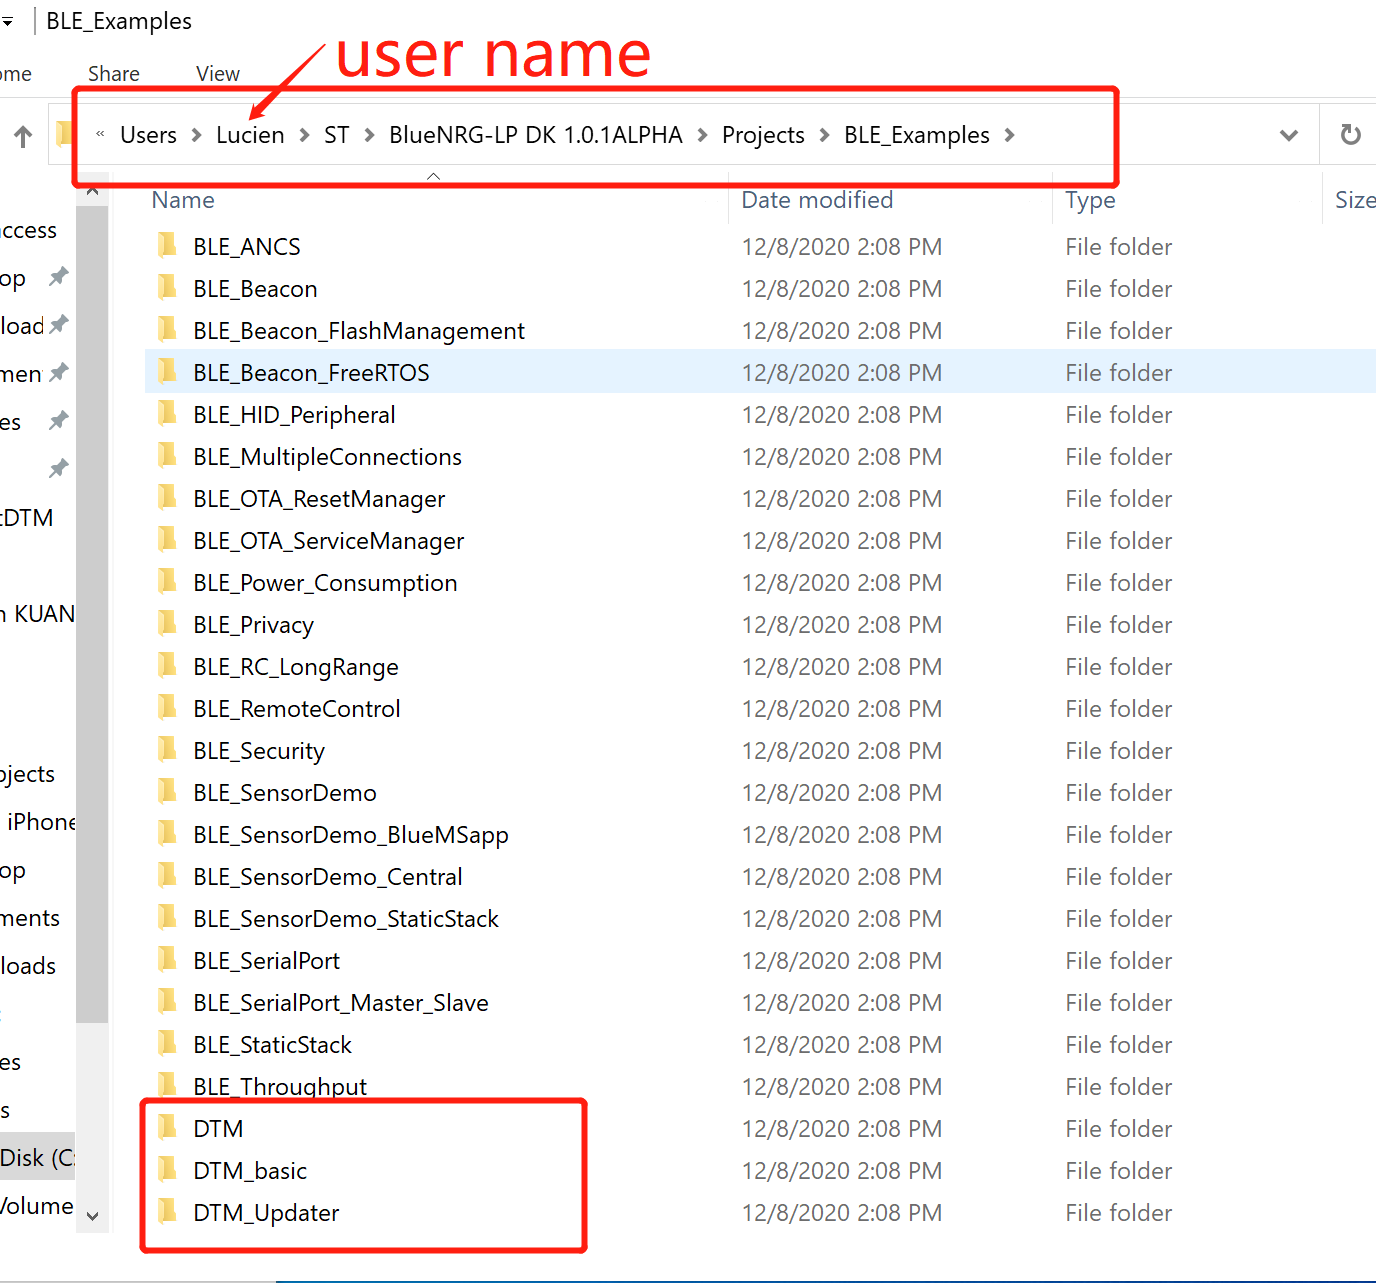 BLE_Examples
user name
ome Share View
« Users > Lucien > ST > BlueNRG-LP DK 1.0.1ALPHA > Projects > BLE_Examples >
Name Date modified Type Size
BLE_ANCS 12/8/2020 2:08 PM File folder
BLE_Beacon 12/8/2020 2:08 PM File folder
BLE_Beacon_FlashManagement 12/8/2020 2:08 PM File folder
BLE_Beacon_FreeRTOS 12/8/2020 2:08 PM File folder
BLE_HID_Peripheral 12/8/2020 2:08 PM File folder
BLE_MultipleConnections 12/8/2020 2:08 PM File folder
BLE_OTA_ResetManager 12/8/2020 2:08 PM File folder
BLE_OTA_ServiceManager 12/8/2020 2:08 PM File folder
BLE_Power_Consumption 12/8/2020 2:08 PM File folder
BLE_Privacy 12/8/2020 2:08 PM File folder
BLE_RC_LongRange 12/8/2020 2:08 PM File folder
BLE_RemoteControl 12/8/2020 2:08 PM File folder
BLE_Security 12/8/2020 2:08 PM File folder
BLE_SensorDemo 12/8/2020 2:08 PM File folder
BLE_SensorDemo_BlueMSapp 12/8/2020 2:08 PM File folder
BLE_SensorDemo_Central 12/8/2020 2:08 PM File folder
BLE_SensorDemo_StaticStack 12/8/2020 2:08 PM File folder
BLE_SerialPort 12/8/2020 2:08 PM File folder
BLE_SerialPort_Master_Slave 12/8/2020 2:08 PM File folder
BLE_StaticStack 12/8/2020 2:08 PM File folder
BLE_Throughput 12/8/2020 2:08 PM File folder
DTM 12/8/2020 2:08 PM File folder
DTM_basic 12/8/2020 2:08 PM File folder
DTM_Updater 12/8/2020 2:08 PM File folder
ccess
op
load
men
es
tDTM
n KUAN
ojects
iPhone
op
ments
loads
es
s
Disk (C:
Volume